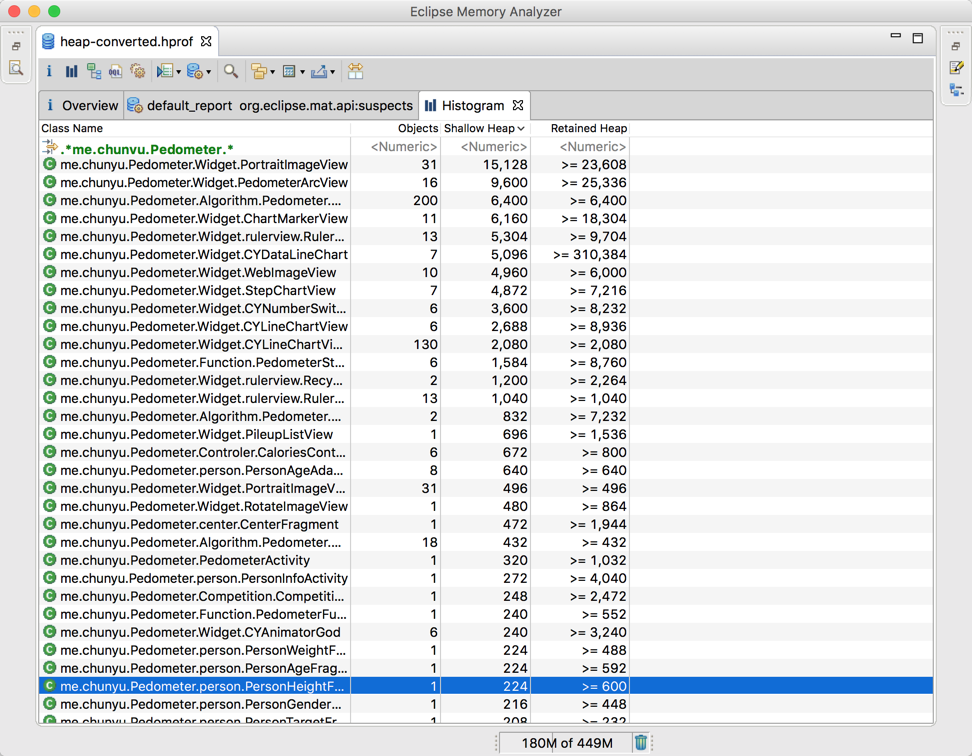 Eclipse Memory Analyzer
heap-converted.hprof
OQL
Overview default_report org.eclipse.mat.api:suspects Histogram
Class Name Objects Shallow Heap Retained Heap
.*me.chunyu.Pedometer.* <Numeric> <Numeric> <Numeric>
me.chunyu.Pedometer.Widget.PortraitImageView 31 15,128 >= 23,608
me.chunyu.Pedometer.Widget.PedometerArcView 16 9,600 >= 25,336
me.chunyu.Pedometer.Algorithm.Pedometer.... 200 6,400 >= 6,400
me.chunyu.Pedometer.Widget.ChartMarkerView 11 6,160 >= 18,304
me.chunyu.Pedometer.Widget.rulerview.Ruler... 13 5,304 >= 9,704
me.chunyu.Pedometer.Widget.CYDataLineChart 7 5,096 >= 310,384
me.chunyu.Pedometer.Widget.WebImageView 10 4,960 >= 6,000
me.chunyu.Pedometer.Widget.StepChartView 7 4,872 >= 7,216
me.chunyu.Pedometer.Widget.CYNumberSwit... 6 3,600 >= 8,232
me.chunyu.Pedometer.Widget.CYLineChartView 6 2,688 >= 8,936
me.chunyu.Pedometer.Widget.CYLineChartVi... 130 2,080 >= 2,080
me.chunyu.Pedometer.Function.PedometerSt... 6 1,584 >= 8,760
me.chunyu.Pedometer.Widget.rulerview.Recy... 2 1,200 >= 2,264
me.chunyu.Pedometer.Widget.rulerview.Ruler... 13 1,040 >= 1,040
me.chunyu.Pedometer.Algorithm.Pedometer.... 2 832 >= 7,232
me.chunyu.Pedometer.Widget.PileupListView 1 696 >= 1,536
me.chunyu.Pedometer.Controler.CaloriesCont... 6 672 >= 800
me.chunyu.Pedometer.person.PersonAgeAda... 8 640 >= 640
me.chunyu.Pedometer.Widget.PortraitImageV... 31 496 >= 496
me.chunyu.Pedometer.Widget.RotateImageView 1 480 >= 864
me.chunyu.Pedometer.center.CenterFragment 1 472 >= 1,944
me.chunyu.Pedometer.Algorithm.Pedometer.... 18 432 >= 432
me.chunyu.Pedometer.PedometerActivity 1 320 >= 1,032
me.chunyu.Pedometer.person.PersonInfoActivity 1 272 >= 4,040
me.chunyu.Pedometer.Competition.Competiti... 1 248 >= 2,472
me.chunyu.Pedometer.Function.PedometerFu... 1 240 >= 552
me.chunyu.Pedometer.Widget.CYAnimatorGod 6 240 >= 3,240
me.chunyu.Pedometer.person.PersonWeightF... 1 224 >= 488
me.chunyu.Pedometer.person.PersonAgeFrag... 1 224 >= 592
me.chunyu.Pedometer.person.PersonHeightF... 1 224 >= 600
me.chunyu.Pedometer.person.PersonGender... 1 216 >= 448
me.chunyu.Pedometer.person.PersonTargetFr... 1 208 >= 232
180M of 449M